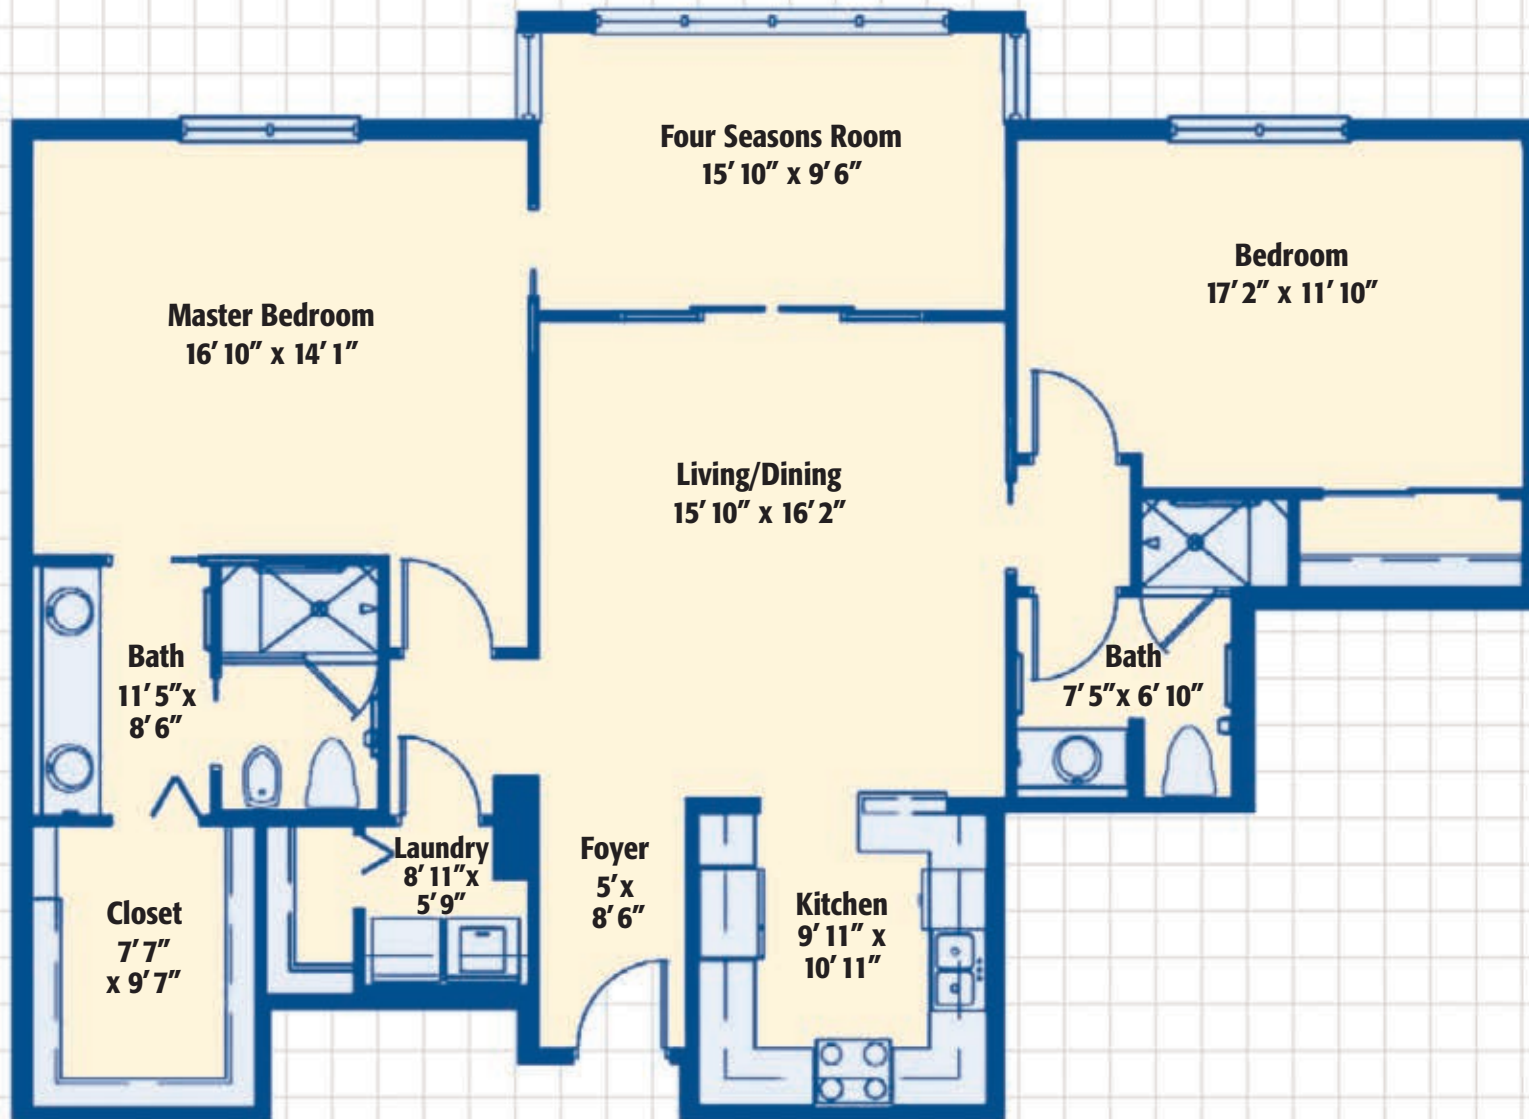 Four Seasons Room
15' 10" x 9' 6"
Bedroom
17' 2" x 11' 10"
Master Bedroom
16' 10" x 14' 1"
Living/Dining
15' 10" x 16' 2"
Bath
11' 5"x
8' 6"
Bath
7' 5"x 6' 10"
Laundry
8' 11"x
5' 9"
Foyer
5' x
8' 6"
Kitchen
9' 11" x
10' 11"
Closet
7' 7"
x 9' 7"